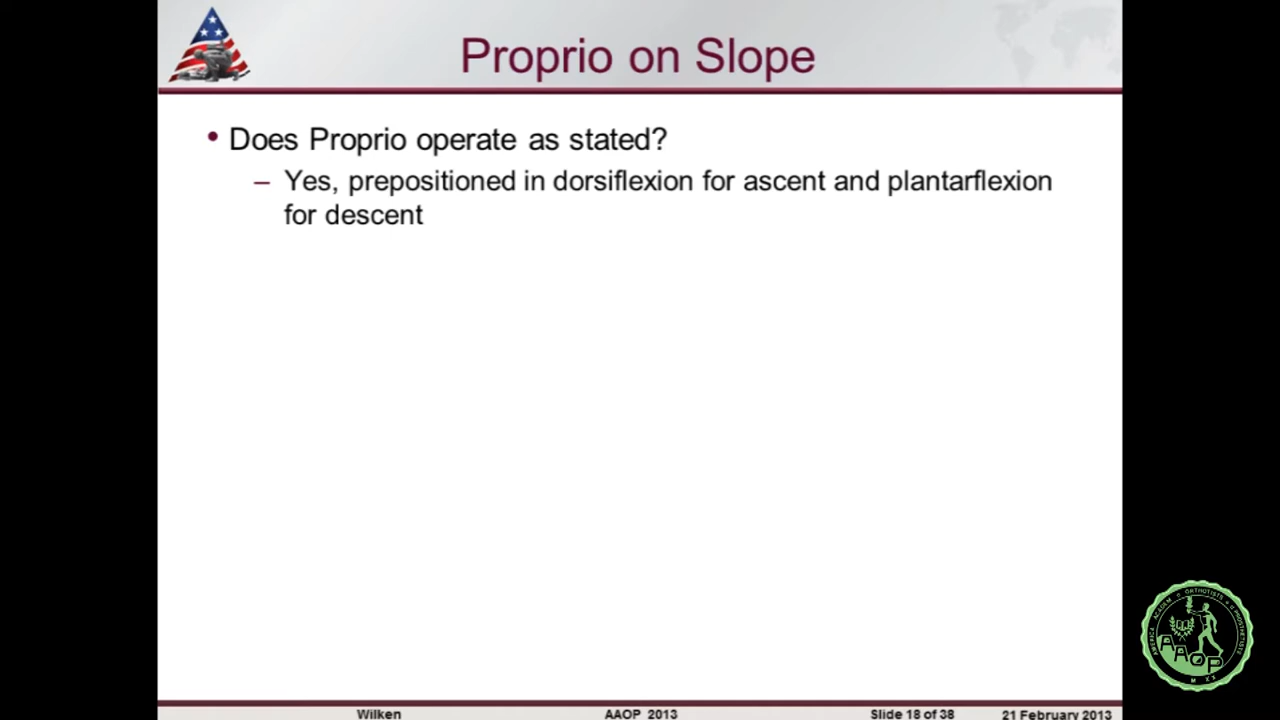 Proprio on Slope
• Does Proprio operate as stated?
– Yes, prepositioned in dorsiflexion for ascent and plantarflexion
for descent
Wilken AAOP 2013 Slide 18 of 38 21 February 2013
AAOP